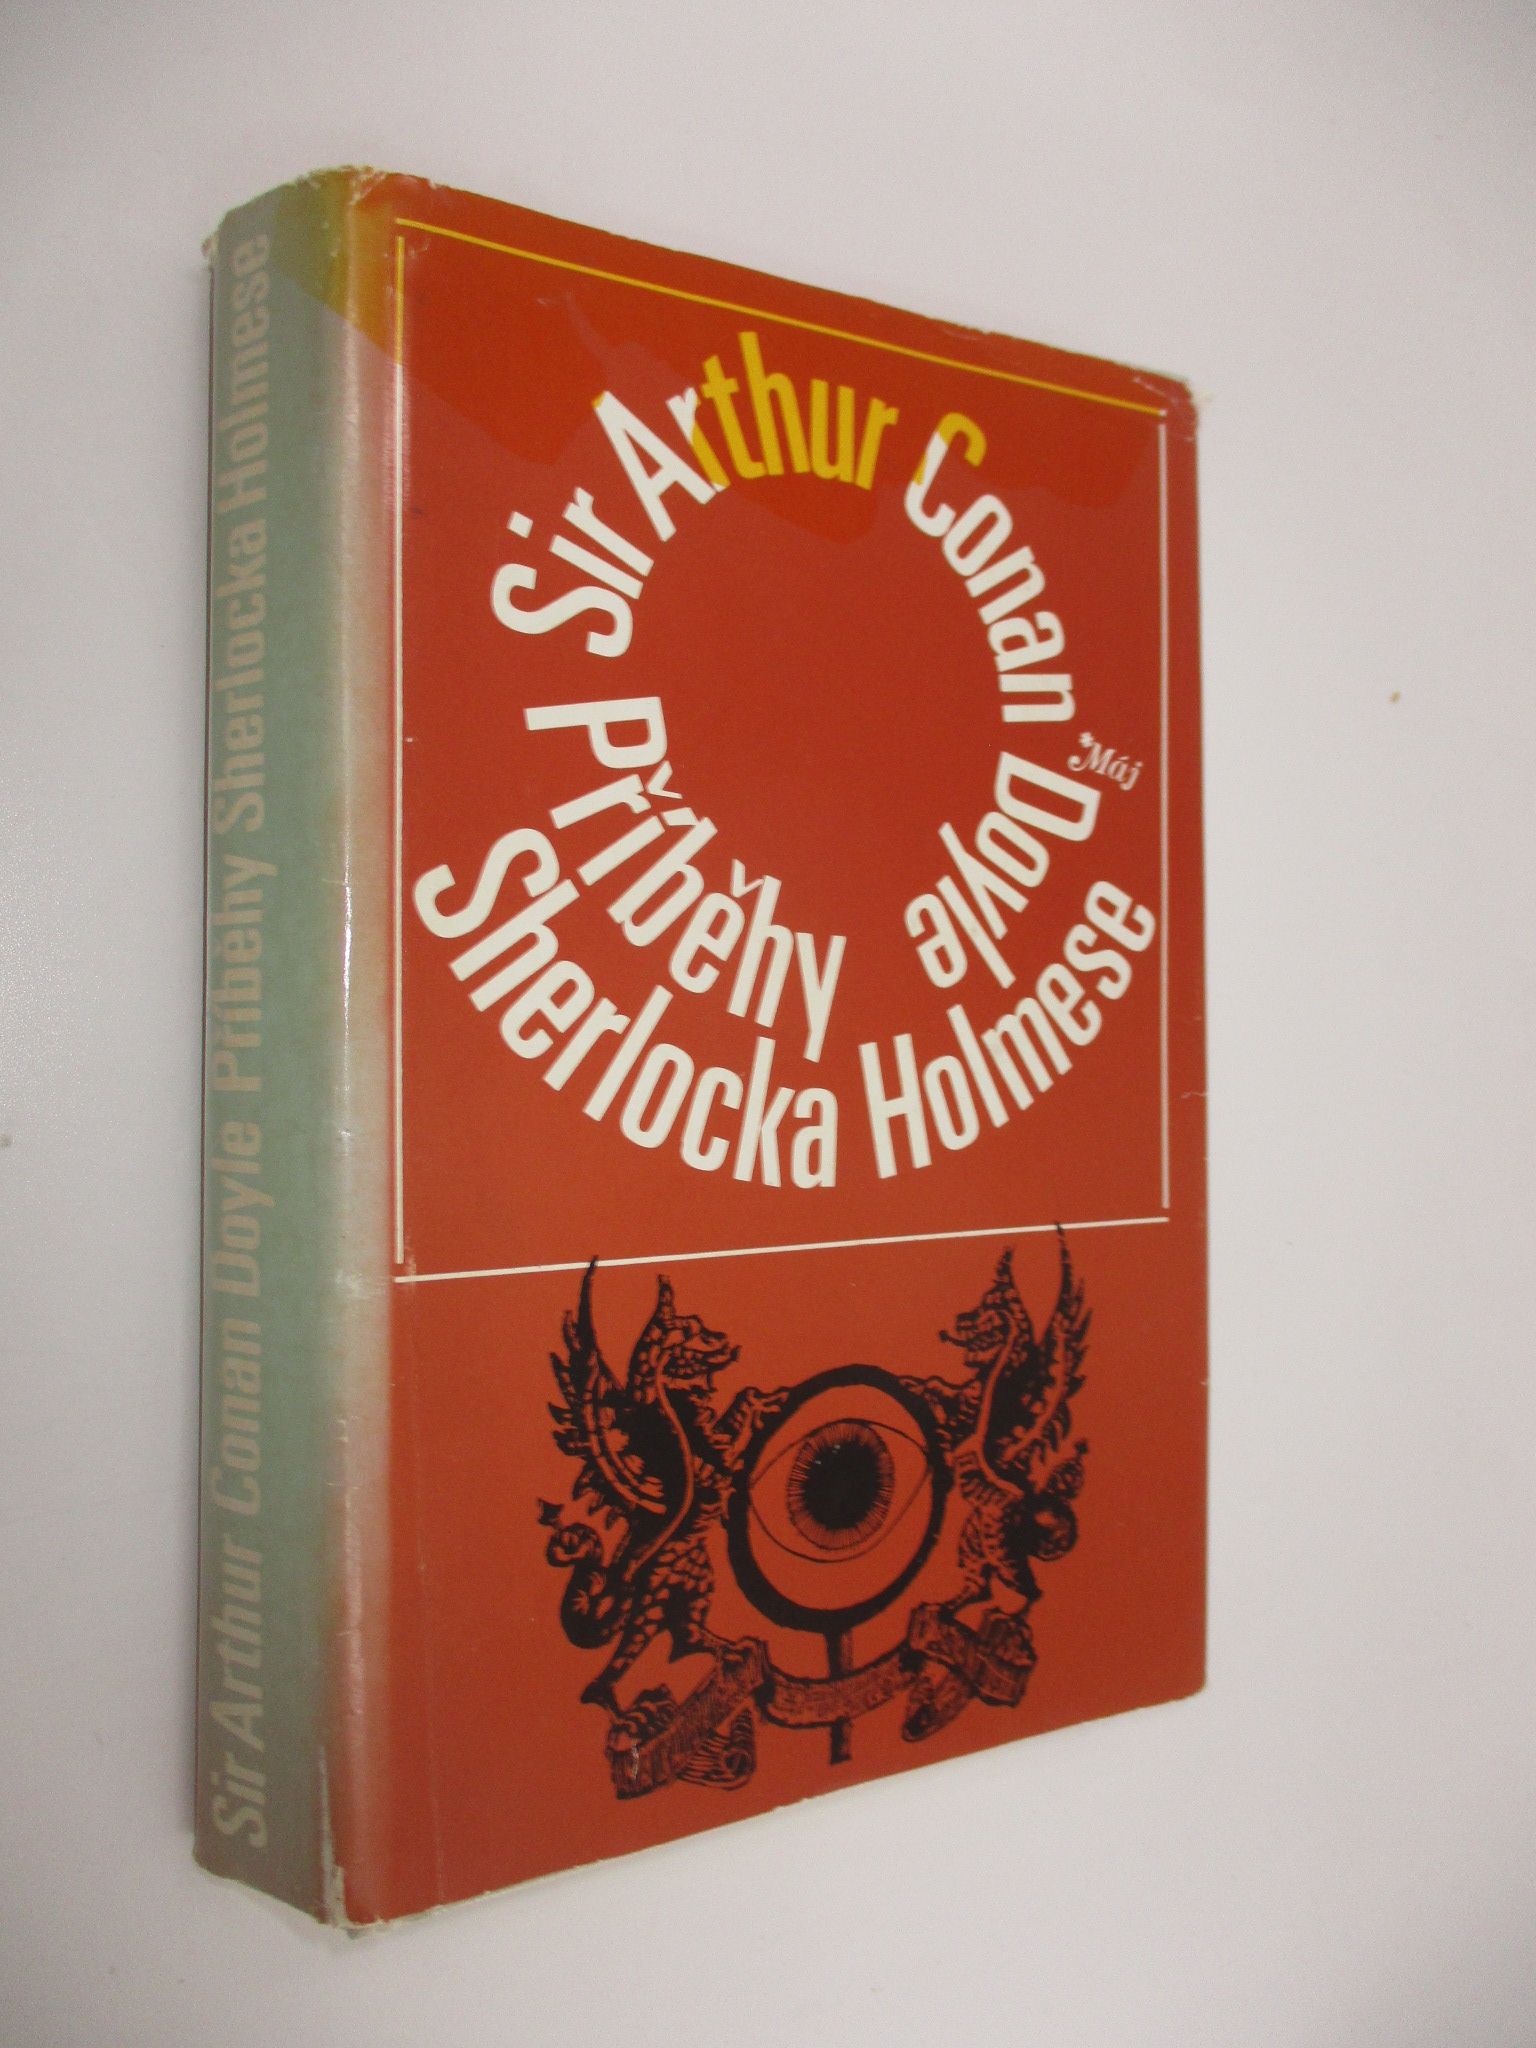 Sir Arthur Conan Doyle Příběhy Sherlocka Holmese
Sir Arthur Conan Doyle
Příběhy
Sherlocka Holmese
*Máj